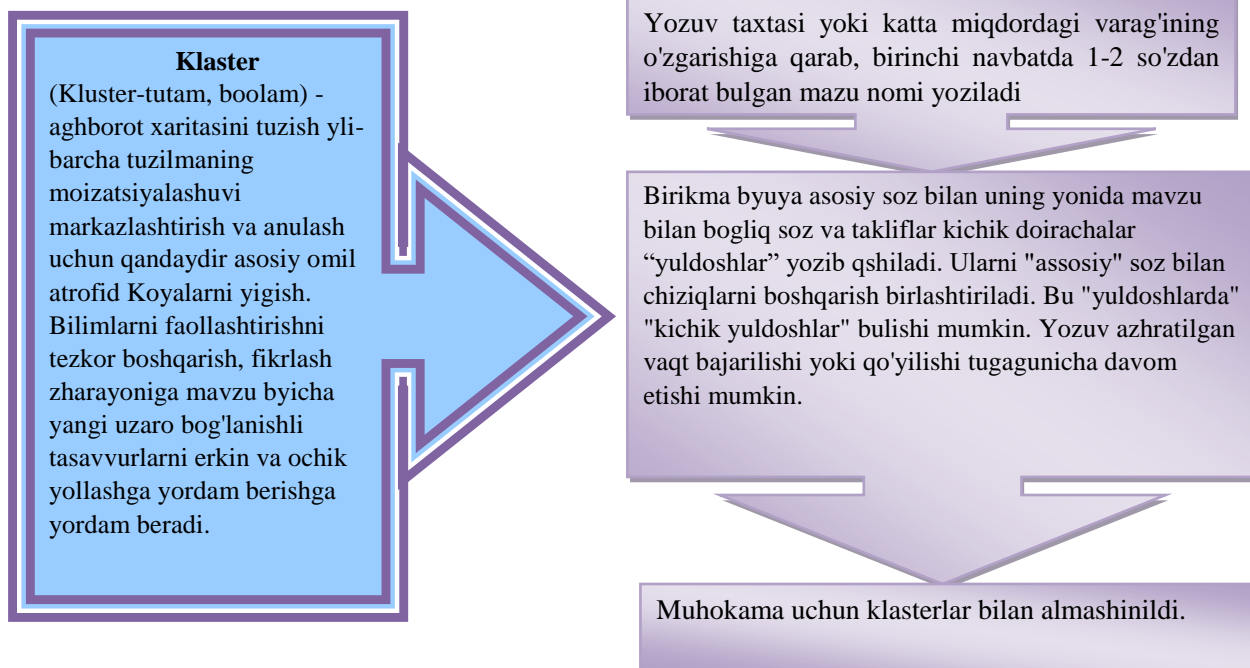 Klaster
(Kluster-tutam, boolam) -
aghborot xaritasini tuzish yli-
barcha tuzilmaning
moizatsiyalashuvi
markazlashtirish va anulash
uchun qandaydir asosiy omil
atrofid Koyalarni yigish.
Bilimlarni faollashtirishni
tezkor boshqarish, fikrlash
zharayoniga mavzu byicha
yangi uzaro bog'lanishli
tasavvurlarni erkin va ochik
yollashga yordam berishga
yordam beradi.
Yozuv taxtasi yoki katta miqdordagi varag'ining
o'zgarishiga qarab, birinchi navbatda 1-2 so'zdan
iborat bulgan mazu nomi yoziladi
Birikma byuya asosiy soz bilan uning yonida mavzu
bilan bogliq soz va takliflar kichik doirachalar
“yuldoshlar” yozib qshiladi. Ularni "assosiy" soz bilan
chiziqlarni boshqarish birlashtiriladi. Bu "yuldoshlarda"
"kichik yuldoshlar" bulishi mumkin. Yozuv azhratilgan
vaqt bajarilishi yoki qo'yilishi tugagunicha davom
etishi mumkin.
Muhokama uchun klasterlar bilan almashinildi.